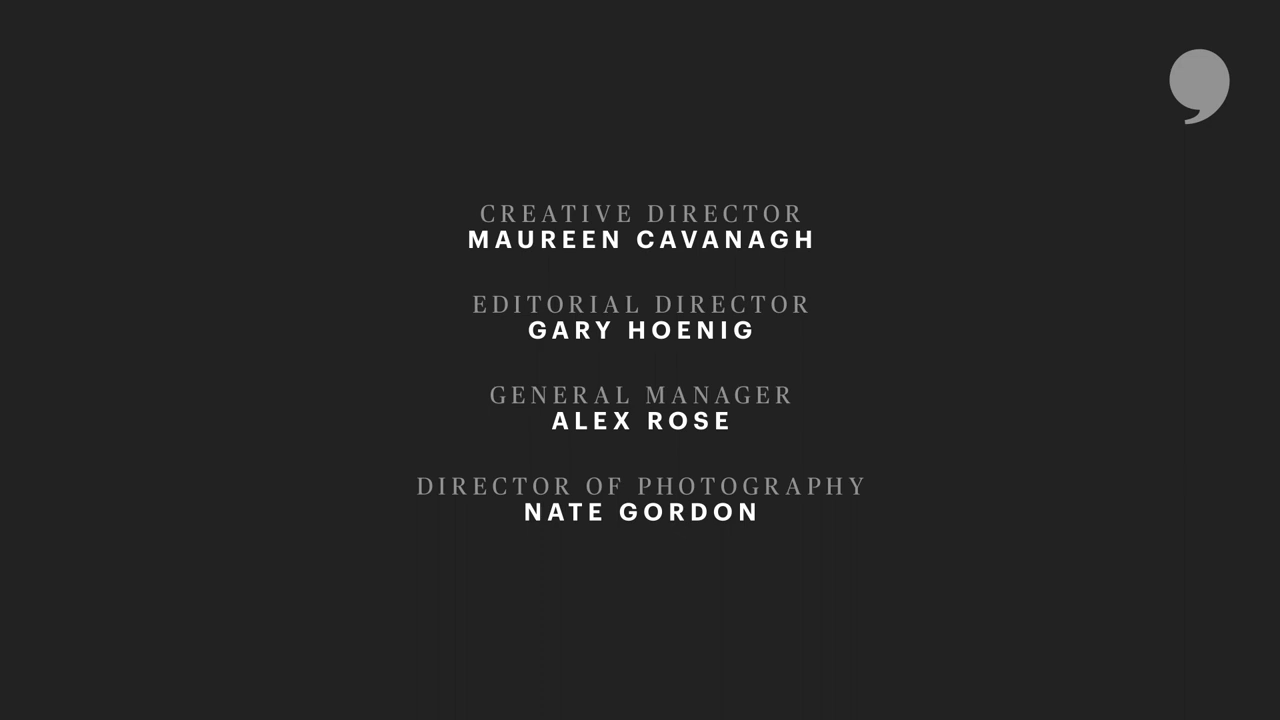 CREATIVE DIRECTOR
MAUREEN CAVANAGH
EDITORIAL DIRECTOR
GARY HOENIG
GENERAL MANAGER
ALEX ROSE
DIRECTOR OF PHOTOGRAPHY
NATE GORDON